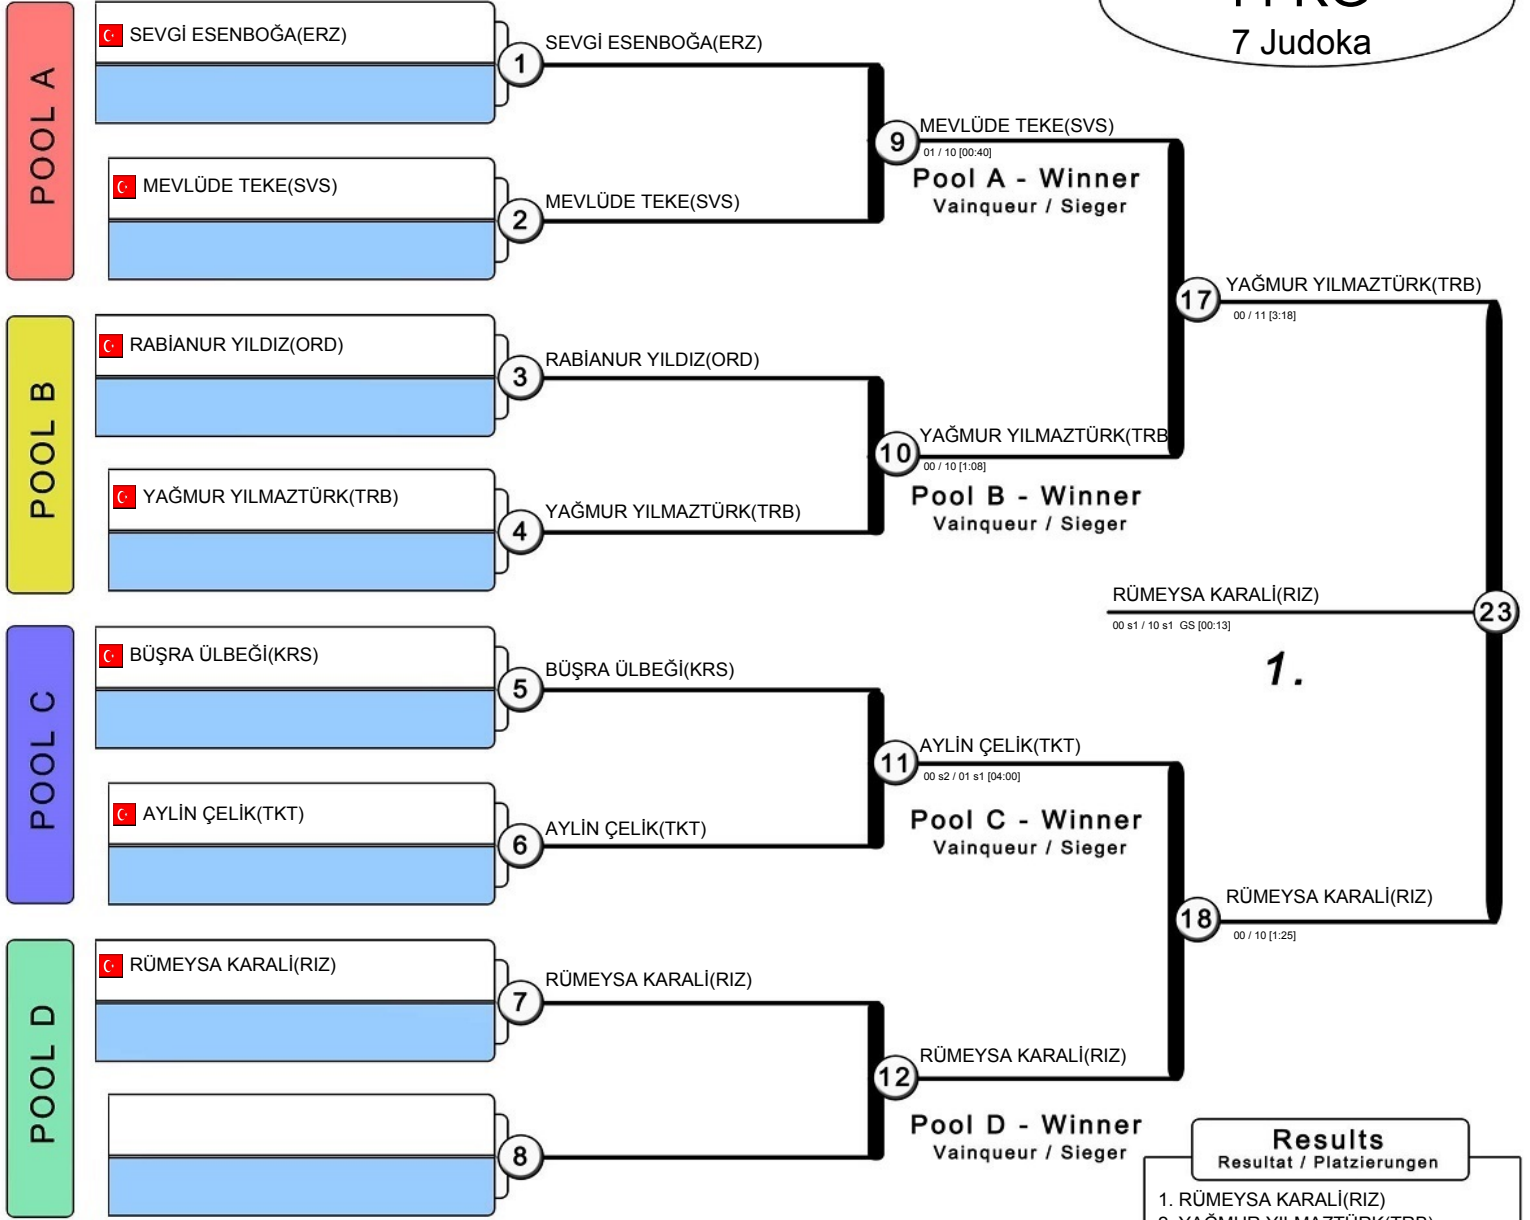 7 Judoka
POOL A
SEVGİ ESENBOĞA(ERZ)
1
SEVGİ ESENBOĞA(ERZ)
MEVLÜDE TEKE(SVS)
2
MEVLÜDE TEKE(SVS)
9
MEVLÜDE TEKE(SVS)
01 / 10 [00:40]
Pool A - Winner
Vainqueur / Sieger
POOL B
RABİANUR YILDIZ(ORD)
3
RABİANUR YILDIZ(ORD)
YAĞMUR YILMAZTÜRK(TRB)
4
YAĞMUR YILMAZTÜRK(TRB)
10
YAĞMUR YILMAZTÜRK(TRB
00 / 10 [1:08]
Pool B - Winner
Vainqueur / Sieger
17
YAĞMUR YILMAZTÜRK(TRB)
00 / 11 [3:18]
RÜMEYSA KARALİ(RIZ)
23
00 s1 / 10 s1 GS [00:13]
1.
POOL C
BÜŞRA ÜLBEĞİ(KRS)
5
BÜŞRA ÜLBEĞİ(KRS)
AYLİN ÇELİK(TKT)
6
AYLİN ÇELİK(TKT)
11
AYLİN ÇELİK(TKT)
00 s2 / 01 s1 [04:00]
Pool C - Winner
Vainqueur / Sieger
18
RÜMEYSA KARALİ(RIZ)
00 / 10 [1:25]
POOL D
RÜMEYSA KARALİ(RIZ)
7
RÜMEYSA KARALİ(RIZ)
8
12
RÜMEYSA KARALİ(RIZ)
Pool D - Winner
Vainqueur / Sieger
Results
Resultat / Platzierungen
1. RÜMEYSA KARALİ(RIZ)
2. YAĞMUR YILMAZTÜRK(TRB)